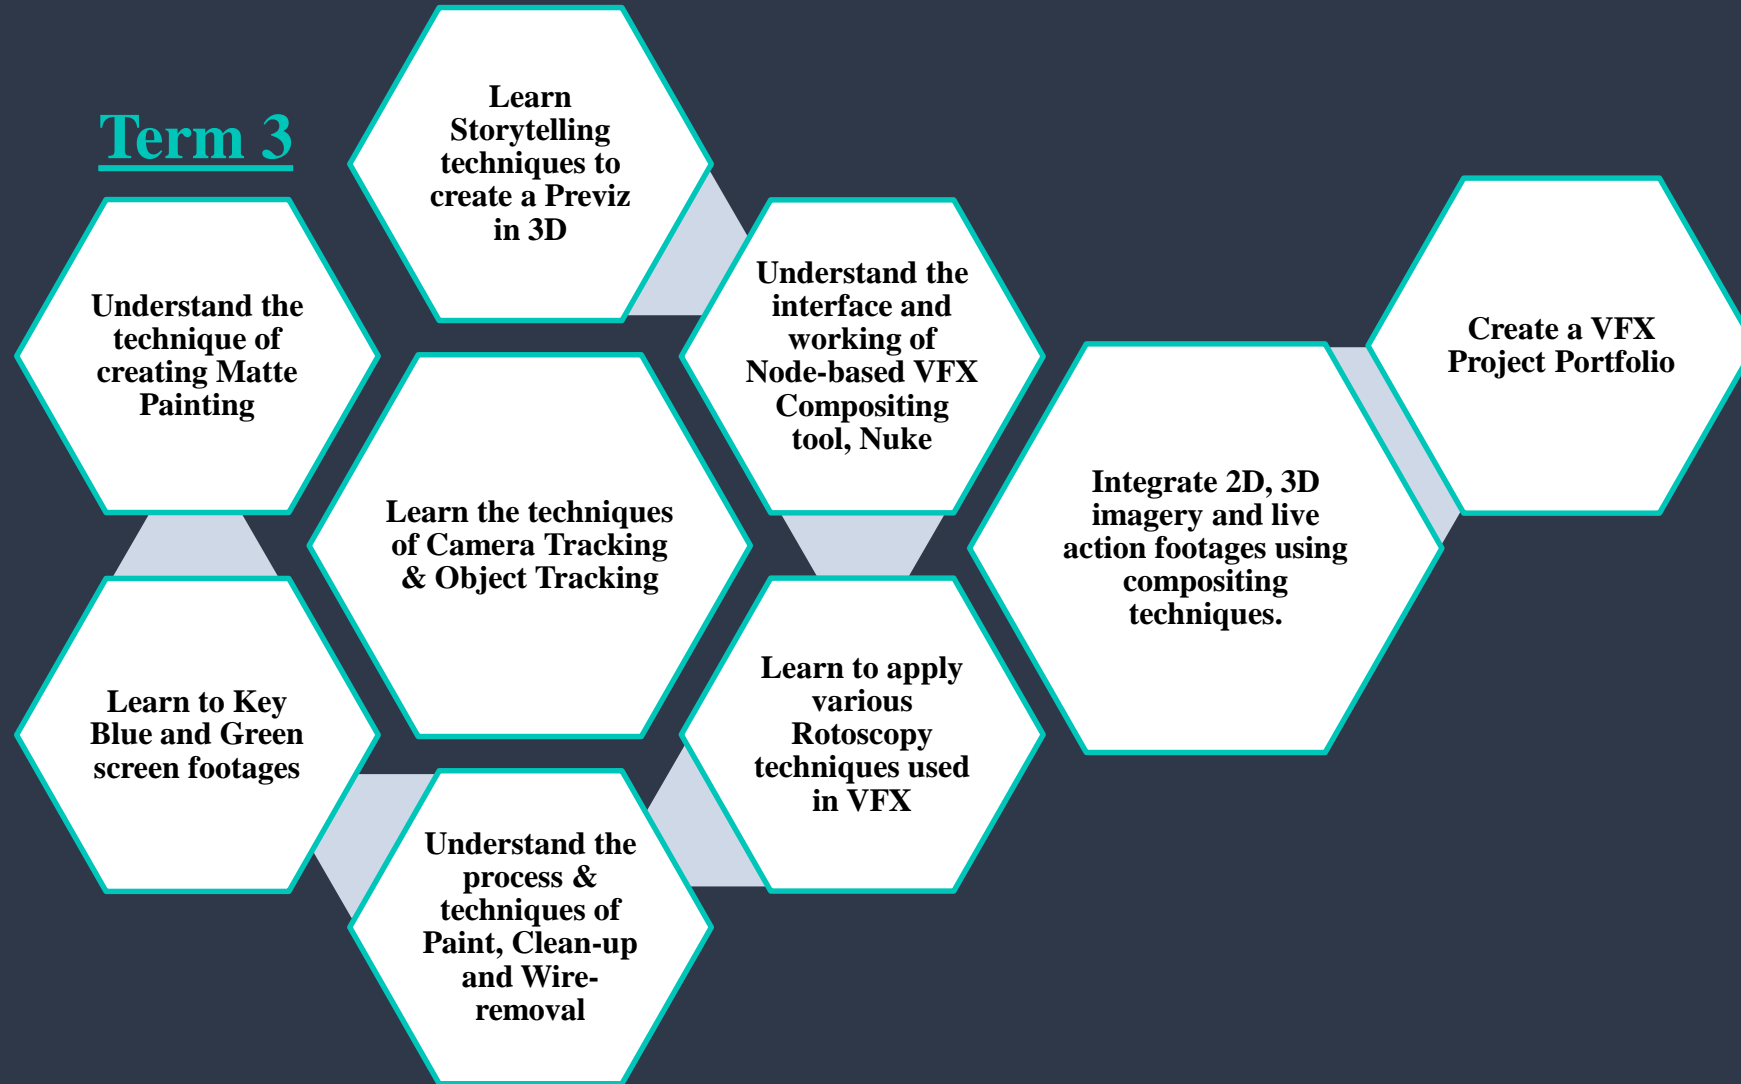 Term 3
Learn
Storytelling
techniques to
create a Previz
in 3D
Understand the
interface and
working of
Node-based VFX
Compositing
tool, Nuke
Learn to apply
various
Rotoscopy
techniques used
in VFX
Understand the
process &
techniques of
Paint, Clean-up
and Wire-
removal
Learn to Key
Blue and Green
screen footages
Understand the
technique of
creating Matte
Painting
Learn the techniques
of Camera Tracking
& Object Tracking
Integrate 2D, 3D
imagery and live
action footages using
compositing
techniques.
Create a VFX
Project Portfolio